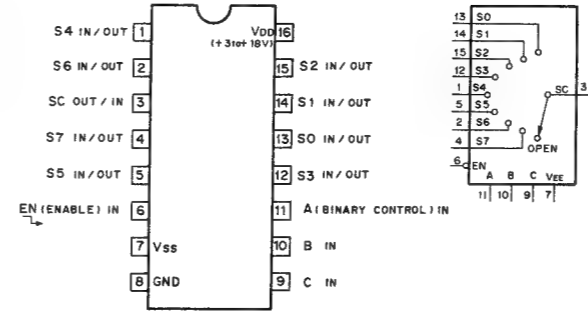 S4 IN/OUT 1
S6 IN/OUT 2
SC OUT/IN 3
S7 IN/OUT 4
S5 IN/OUT 5
EN (ENABLE) IN 6
7 VSS
8 GND
VDD 16
(+3 to + 18V)
15 S2 IN/OUT
14 S1 IN/OUT
13 S0 IN/OUT
12 S3 IN/OUT
11 A (BINARY CONTROL) IN
10 B IN
9 C IN
13 S0
14 S1
15 S2
12 S3
1 S4
5 S5
2 S6
4 S7
SC 3
OPEN
6 EN
A B C VEE
11 10 9 7